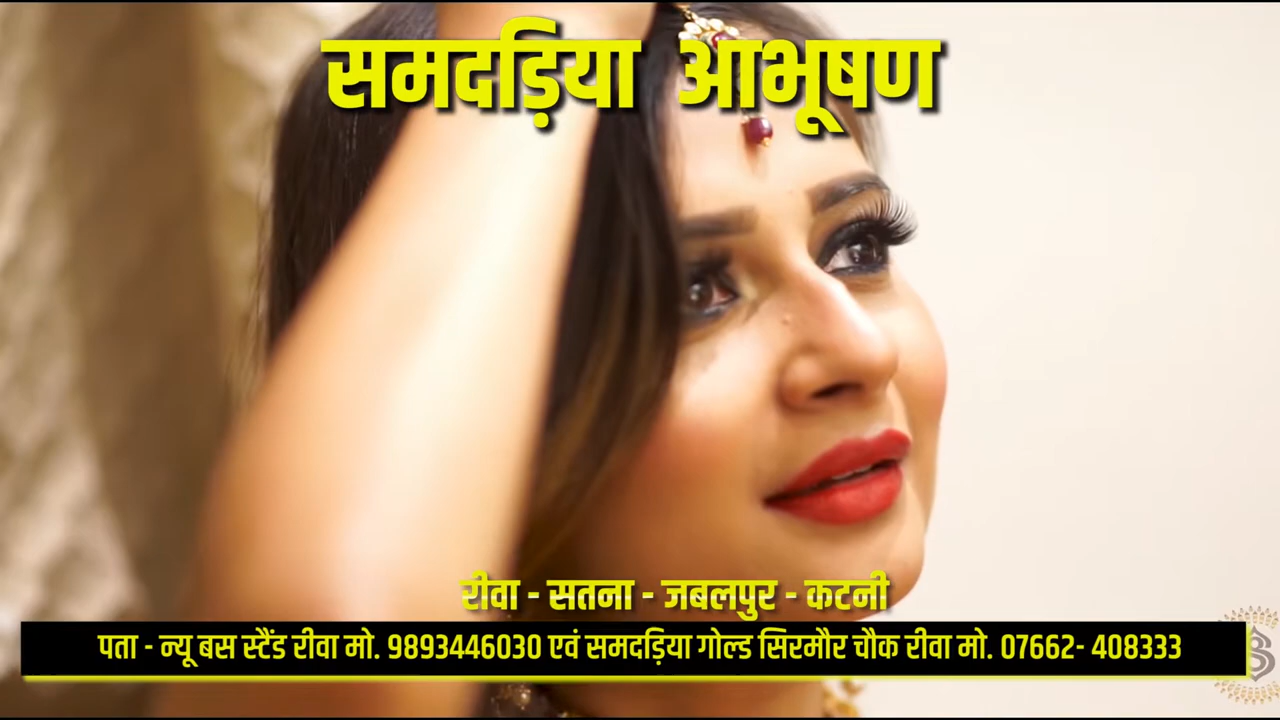 समदड़िया आभूषण
रीवा - सतना - जबलपुर - कटनी
पता - न्यू बस स्टैंड रीवा मो. 9893446030 एवं समदड़िया गोल्ड सिरमौर चौक रीवा मो. 07662- 408333